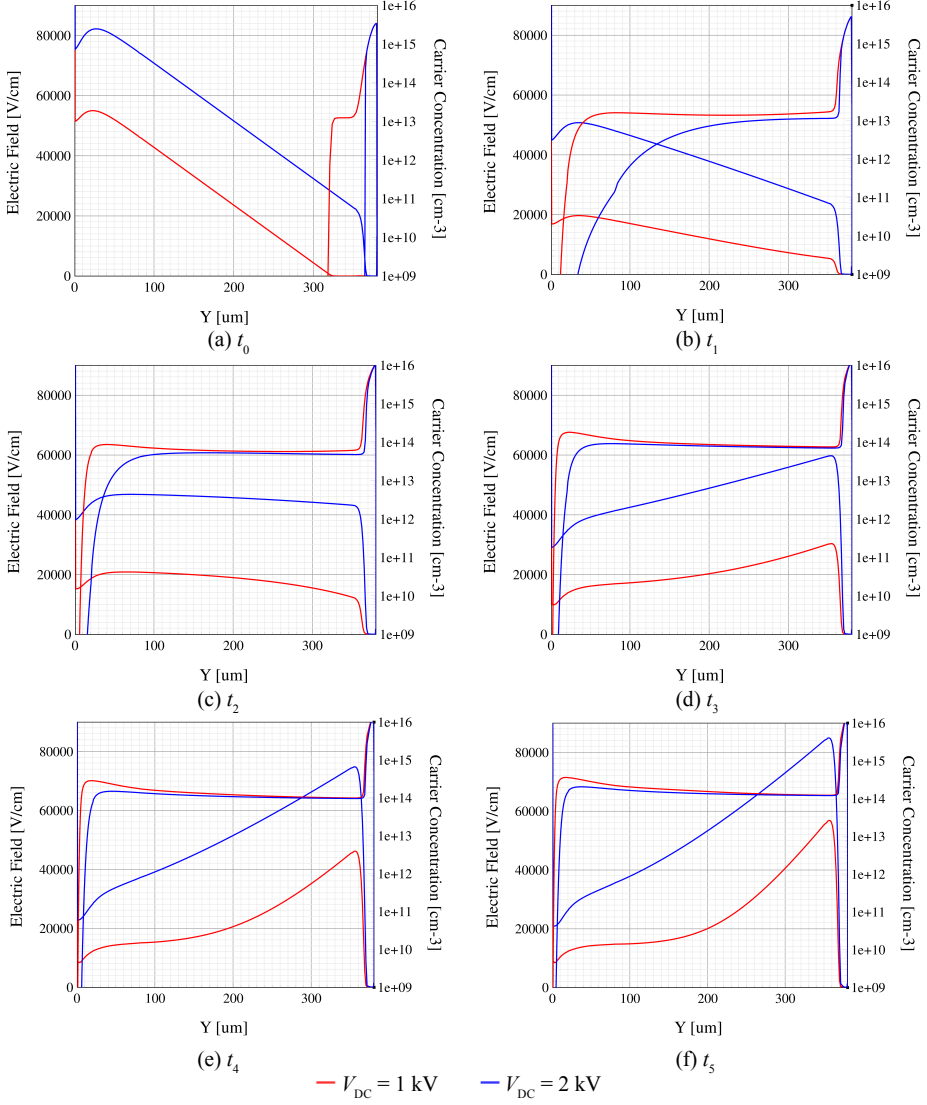 80000
60000
40000
20000
0
Electric Field [V/cm]
1e+16
1e+15
1e+14
1e+13
1e+12
1e+11
1e+10
1e+09
Carrier Concentration [cm-3]
0 100 200 300
Y [um]
(a) t0
80000
60000
40000
20000
0
Electric Field [V/cm]
1e+16
1e+15
1e+14
1e+13
1e+12
1e+11
1e+10
1e+09
Carrier Concentration [cm-3]
0 100 200 300
Y [um]
(b) t1
80000
60000
40000
20000
0
Electric Field [V/cm]
1e+16
1e+15
1e+14
1e+13
1e+12
1e+11
1e+10
1e+09
Carrier Concentration [cm-3]
0 100 200 300
Y [um]
(c) t2
80000
60000
40000
20000
0
Electric Field [V/cm]
1e+16
1e+15
1e+14
1e+13
1e+12
1e+11
1e+10
1e+09
Carrier Concentration [cm-3]
0 100 200 300
Y [um]
(d) t3
80000
60000
40000
20000
0
Electric Field [V/cm]
1e+16
1e+15
1e+14
1e+13
1e+12
1e+11
1e+10
1e+09
Carrier Concentration [cm-3]
0 100 200 300
Y [um]
(e) t4
80000
60000
40000
20000
0
Electric Field [V/cm]
1e+16
1e+15
1e+14
1e+13
1e+12
1e+11
1e+10
1e+09
Carrier Concentration [cm-3]
0 100 200 300
Y [um]
(f) t5
VDC = 1 kV VDC = 2 kV